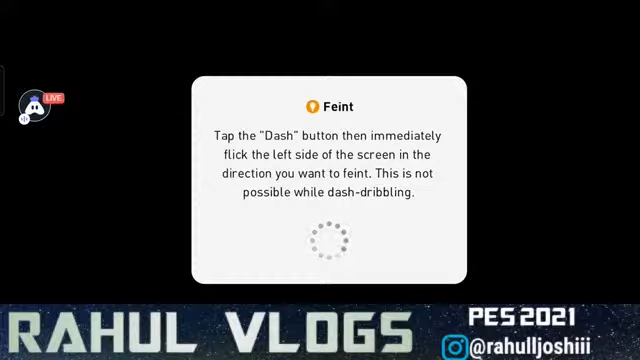 LIVE
Feint
Tap the "Dash" button then immediately
flick the left side of the screen in the
direction you want to feint. This is not
possible while dash-dribbling.
RAHUL VLOGS
PES 2021
@rahulljoshiii